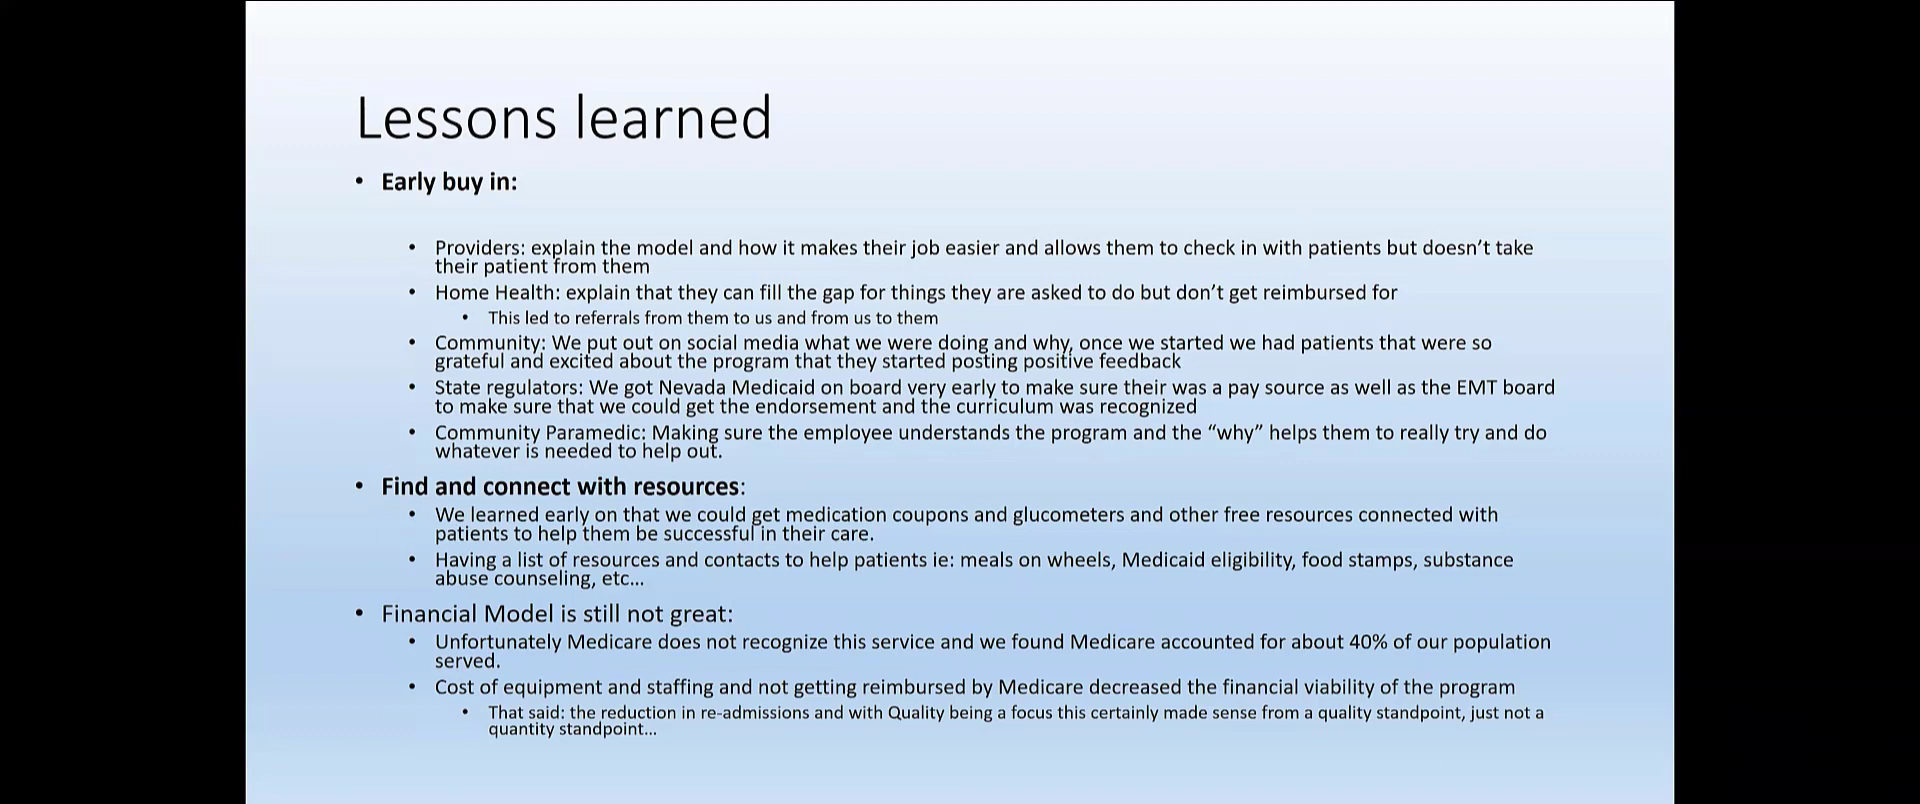 Lessons learned
• Early buy in:
• Providers: explain the model and how it makes their job easier and allows them to check in with patients but doesn’t take
their patient from them
• Home Health: explain that they can fill the gap for things they are asked to do but don’t get reimbursed for
• This led to referrals from them to us and from us to them
• Community: We put out on social media what we were doing and why, once we started we had patients that were so
grateful and excited about the program that they started posting positive feedback
• State regulators: We got Nevada Medicaid on board very early to make sure their was a pay source as well as the EMT board
to make sure that we could get the endorsement and the curriculum was recognized
• Community Paramedic: Making sure the employee understands the program and the “why” helps them to really try and do
whatever is needed to help out.
• Find and connect with resources:
• We learned early on that we could get medication coupons and glucometers and other free resources connected with
patients to help them be successful in their care.
• Having a list of resources and contacts to help patients ie: meals on wheels, Medicaid eligibility, food stamps, substance
abuse counseling, etc…
• Financial Model is still not great:
• Unfortunately Medicare does not recognize this service and we found Medicare accounted for about 40% of our population
served.
• Cost of equipment and staffing and not getting reimbursed by Medicare decreased the financial viability of the program
• That said: the reduction in re-admissions and with Quality being a focus this certainly made sense from a quality standpoint, just not a
quantity standpoint…